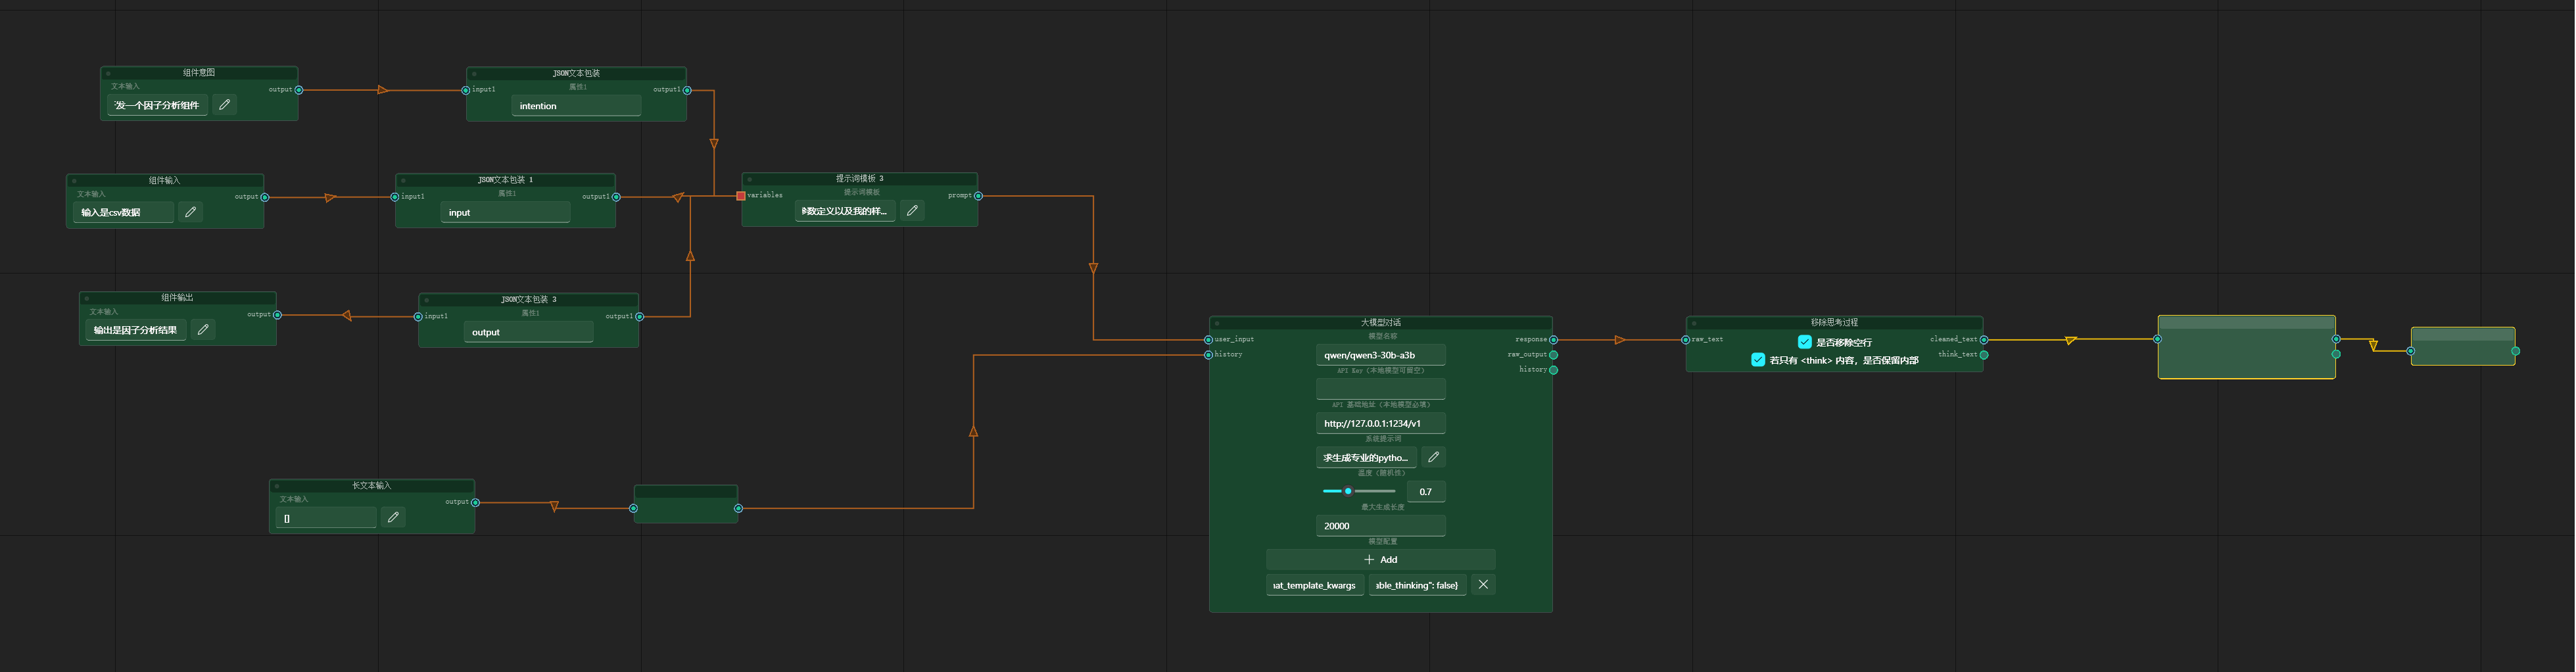 组件意图
文本输入
发一个因子分析组件
output
JSON文本包装
属性1
input1
output1
intention
组件输入
文本输入
output
输入是csv数据
JSON文本包装 1
属性1
input1
output1
input
提示词模板 3
提示词模板
variables
prompt
数定义以及我的样...
组件输出
文本输入
output
输出是因子分析结果
JSON文本包装 3
属性1
input1
output1
output
长文本输入
文本输入
output
[]
大模型对话
user_input
history
response
raw_output
history
模型名称
qwen/qwen3-30b-a3b
API Key（本地模型可留空）
API 基础地址（本地模型必填）
http://127.0.0.1:1234/v1
系统提示词
求生成专业的pytho...
温度（随机性）
0.7
最大生成长度
20000
模型配置
Add
at_template_kwargs
ble_thinking": false}
移除思考过程
raw_text
cleaned_text
think_text
是否移除空行
若只有 <think> 内容，是否保留内部